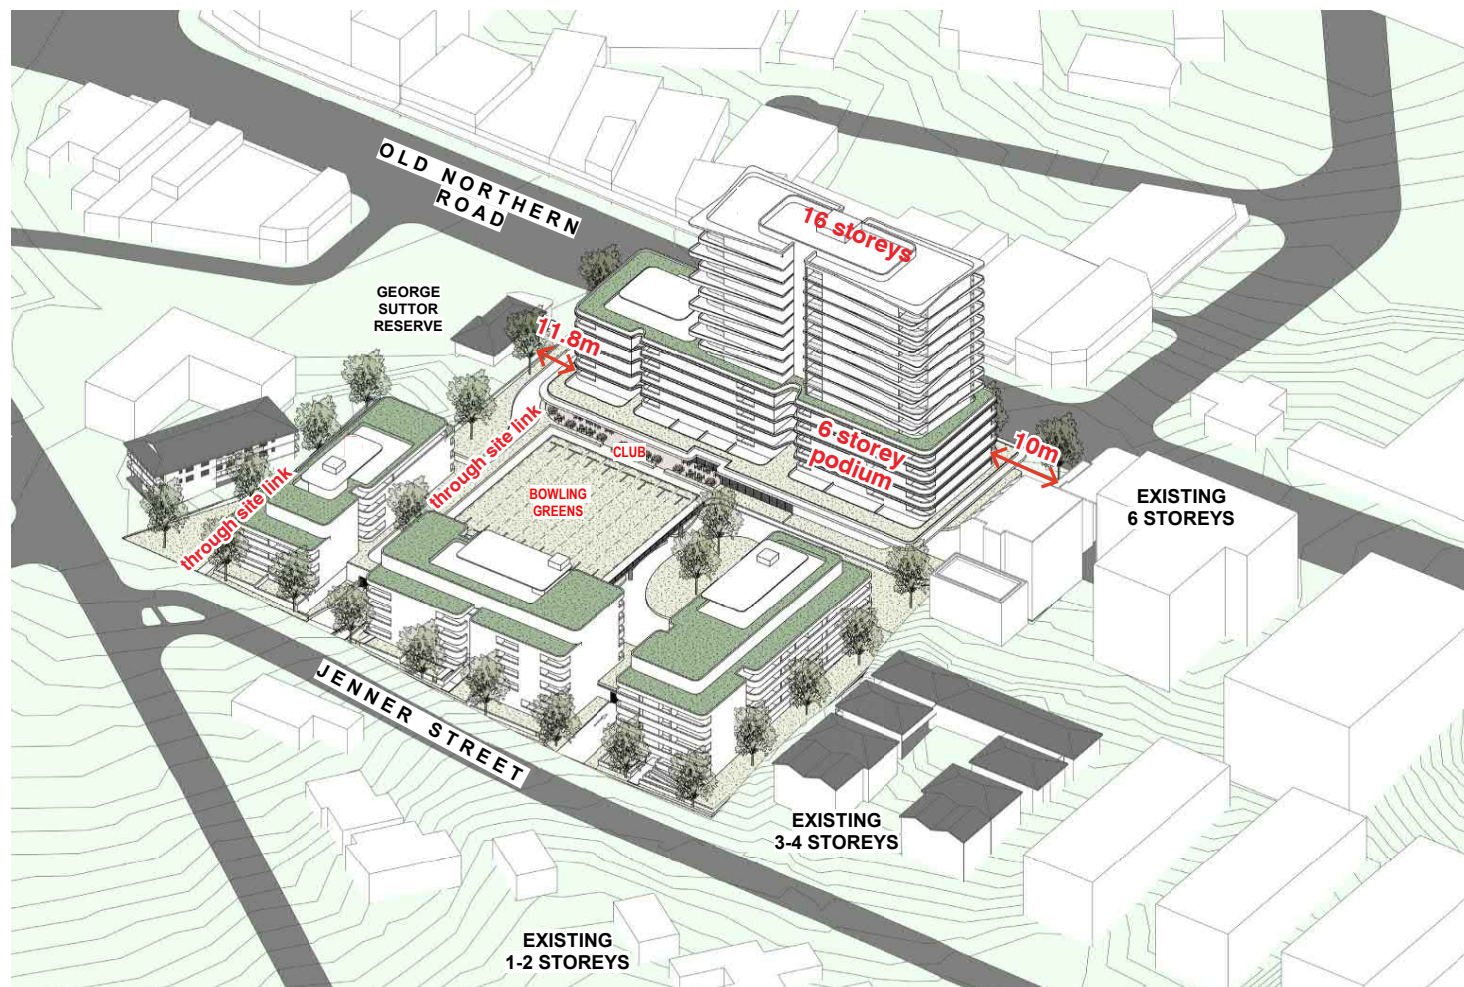 OLD NORTHERN
ROAD
16 storeys
GEORGE
SUTTOR
RESERVE
11.8m
through site link
through site link
CLUB
BOWLING
GREENS
6 storey
podium
10m
EXISTING
6 STOREYS
JENNER STREET
EXISTING
3-4 STOREYS
EXISTING
1-2 STOREYS